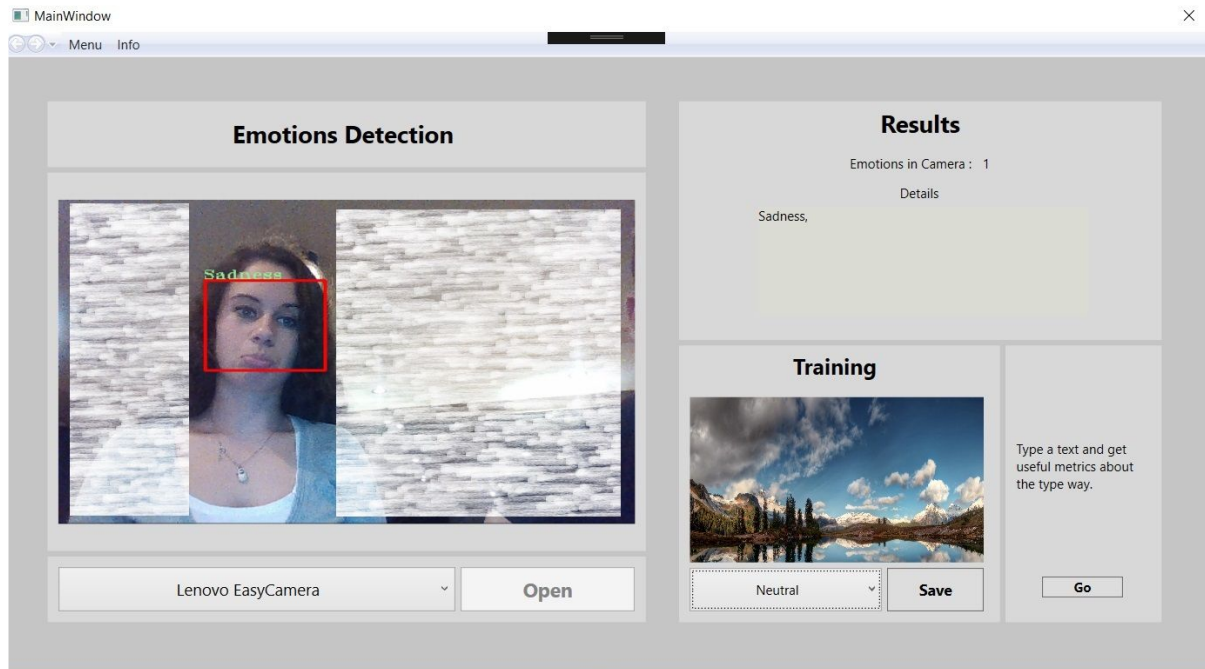 MainWindow
Menu Info
Emotions Detection
Sadness
Lenovo EasyCamera
Open
Results
Emotions in Camera : 1
Details
Sadness,
Training
Neutral
Save
Type a text and get
useful metrics about
the type way.
Go